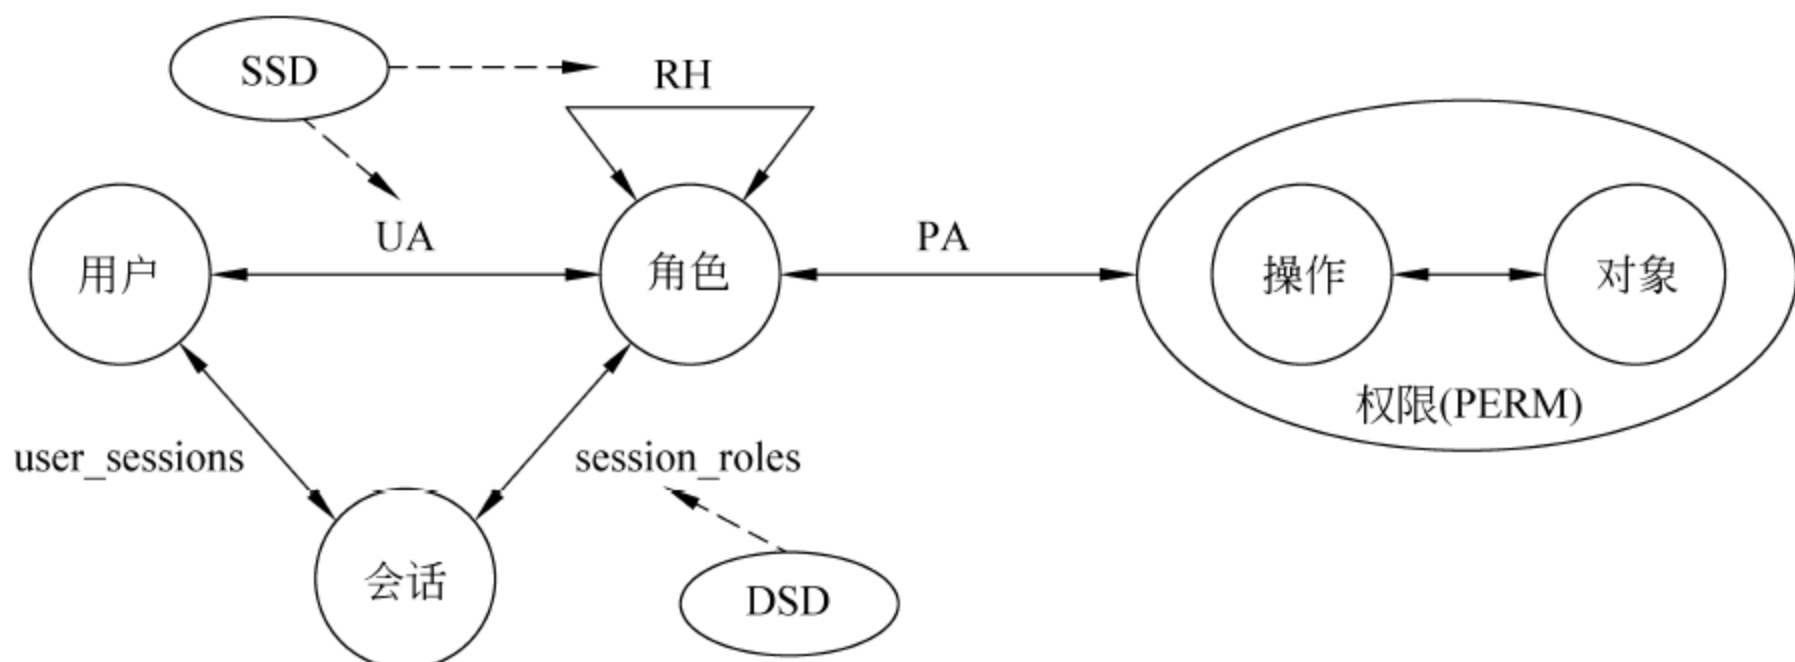 SSD
RH
用户
UA
角色
PA
操作
对象
权限(PERM)
user_sessions
session_roles
会话
DSD